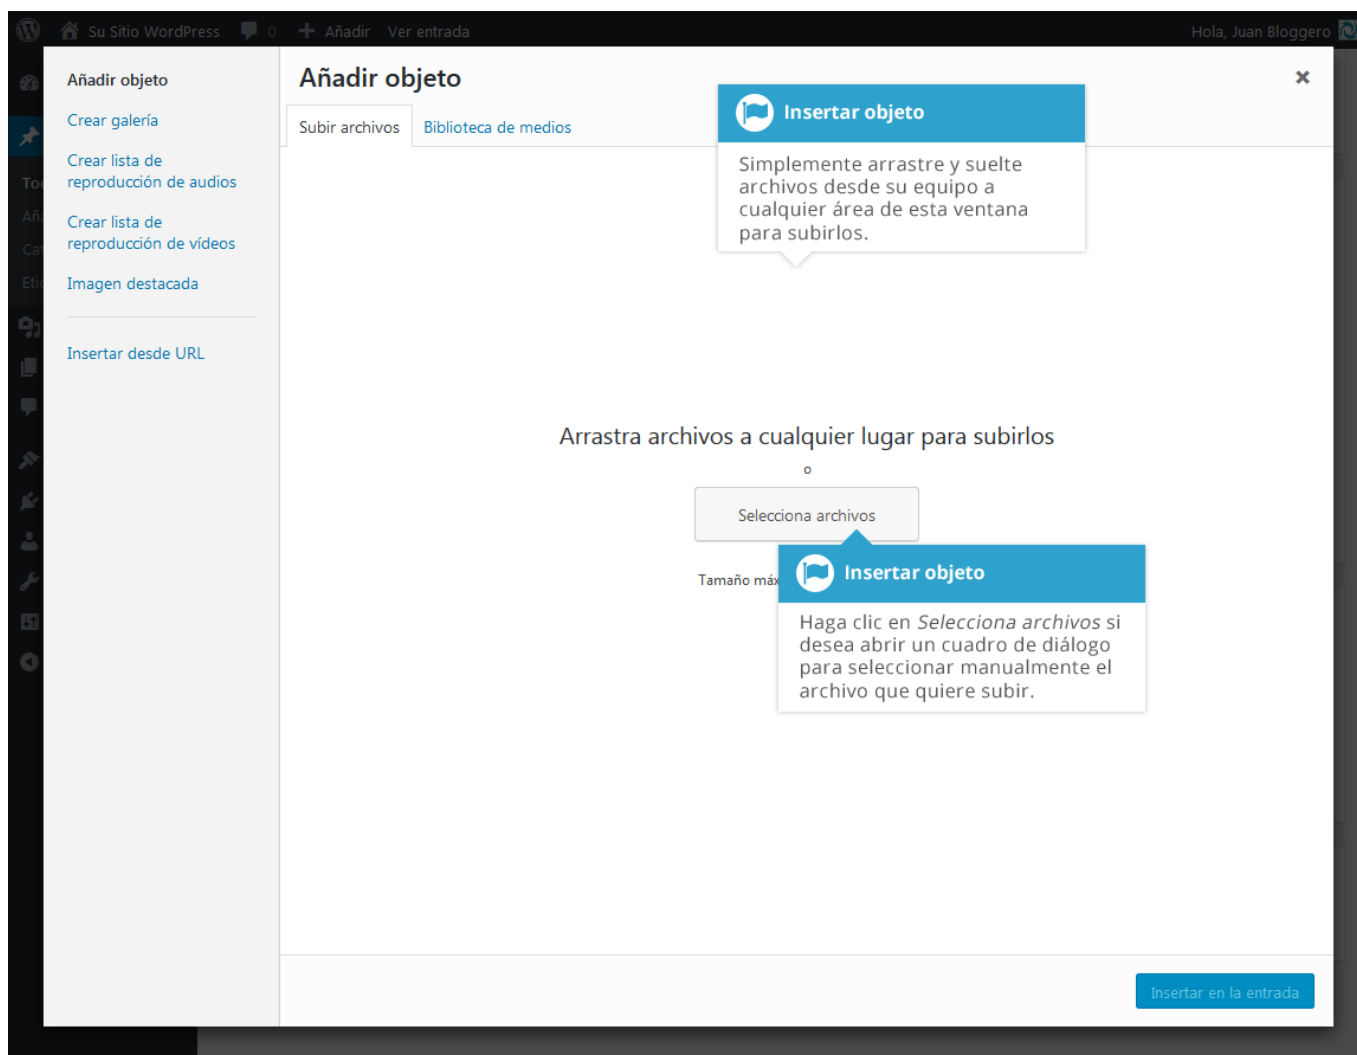 Su Sitio WordPress 0 Añadir Ver entrada Hola, Juan Bloggero
Añadir objeto
Crear galería
Crear lista de
reproducción de audios
Crear lista de
reproducción de vídeos
Imagen destacada
Insertar desde URL
Añadir objeto
Subir archivos Biblioteca de medios
Insertar objeto
Simplemente arrastre y suelte
archivos desde su equipo a
cualquier área de esta ventana
para subirlos.
Arrastra archivos a cualquier lugar para subirlos
o
Selecciona archivos
Tamaño
Insertar objeto
Haga clic en Selecciona archivos si
desea abrir un cuadro de diálogo
para seleccionar manualmente el
archivo que quiere subir.
Insertar en la entrada